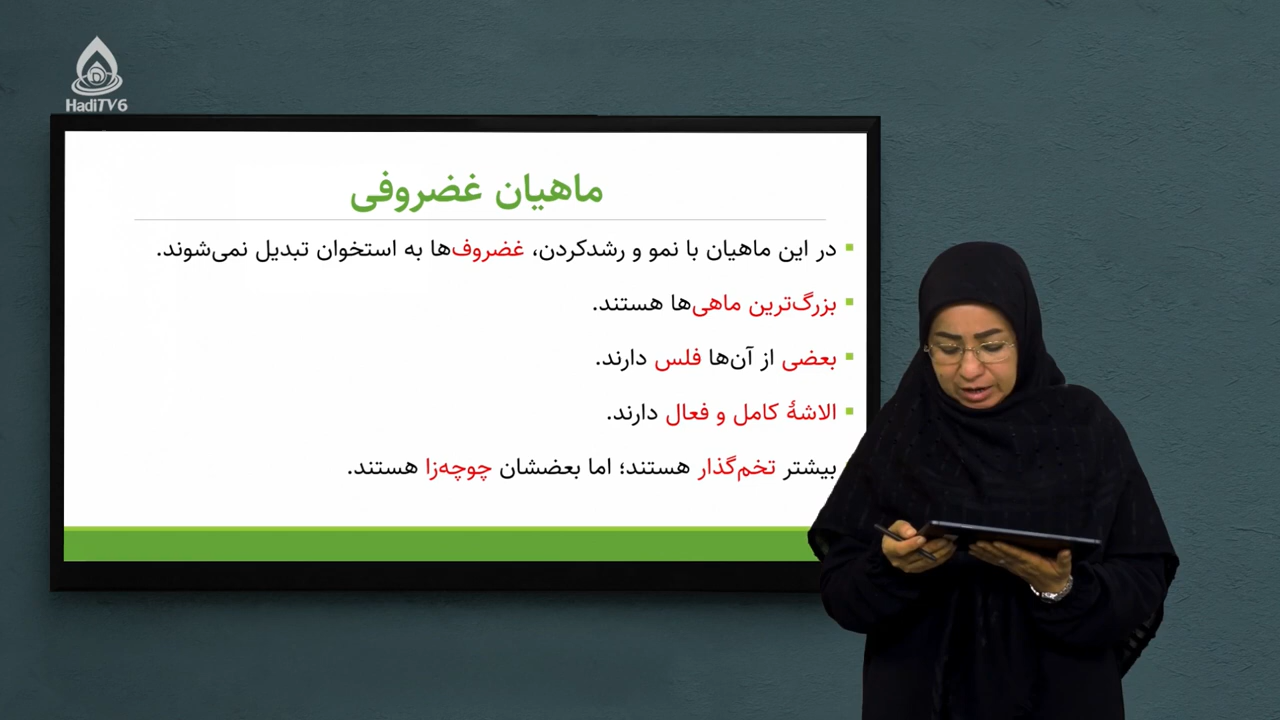 HadiTV6
ماهیان غضروفی
در این ماهیان با نمو و رشدکردن، غضروف‌ها به استخوان تبدیل نمی‌شوند.
بزرگ‌ترین ماهی‌ها هستند.
بعضی از آن‌ها فلس دارند.
الاشهٔ کامل و فعال دارند.
بیشتر تخم‌گذار هستند؛ اما بعضشان چوچه‌زا هستند.